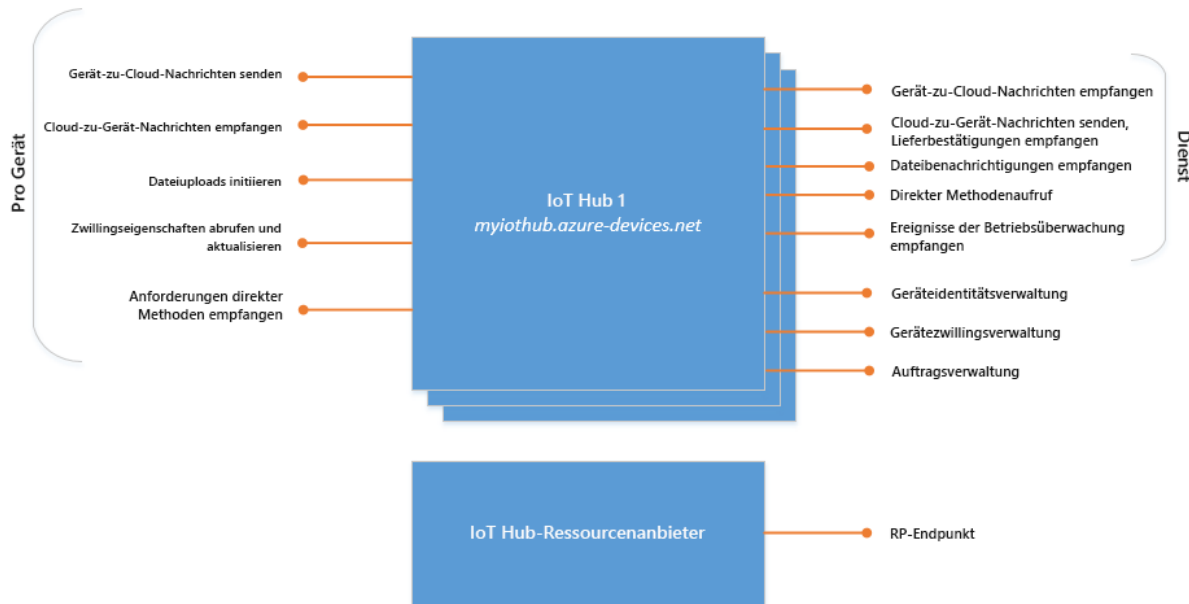 Pro Gerät
Gerät-zu-Cloud-Nachrichten senden
Cloud-zu-Gerät-Nachrichten empfangen
Dateiuploads initiieren
Zwillingseigenschaften abrufen und
aktualisieren
Anforderungen direkter
Methoden empfangen
IoT Hub 1
myiothub.azure-devices.net
Gerät-zu-Cloud-Nachrichten empfangen
Cloud-zu-Gerät-Nachrichten senden,
Lieferbestätigungen empfangen
Dateibenachrichtigungen empfangen
Direkter Methodenaufruf
Ereignisse der Betriebsüberwachung
empfangen
Dienst
Geräteidentitätsverwaltung
Gerätezwillingsverwaltung
Auftragsverwaltung
IoT Hub-Ressourcenanbieter
RP-Endpunkt